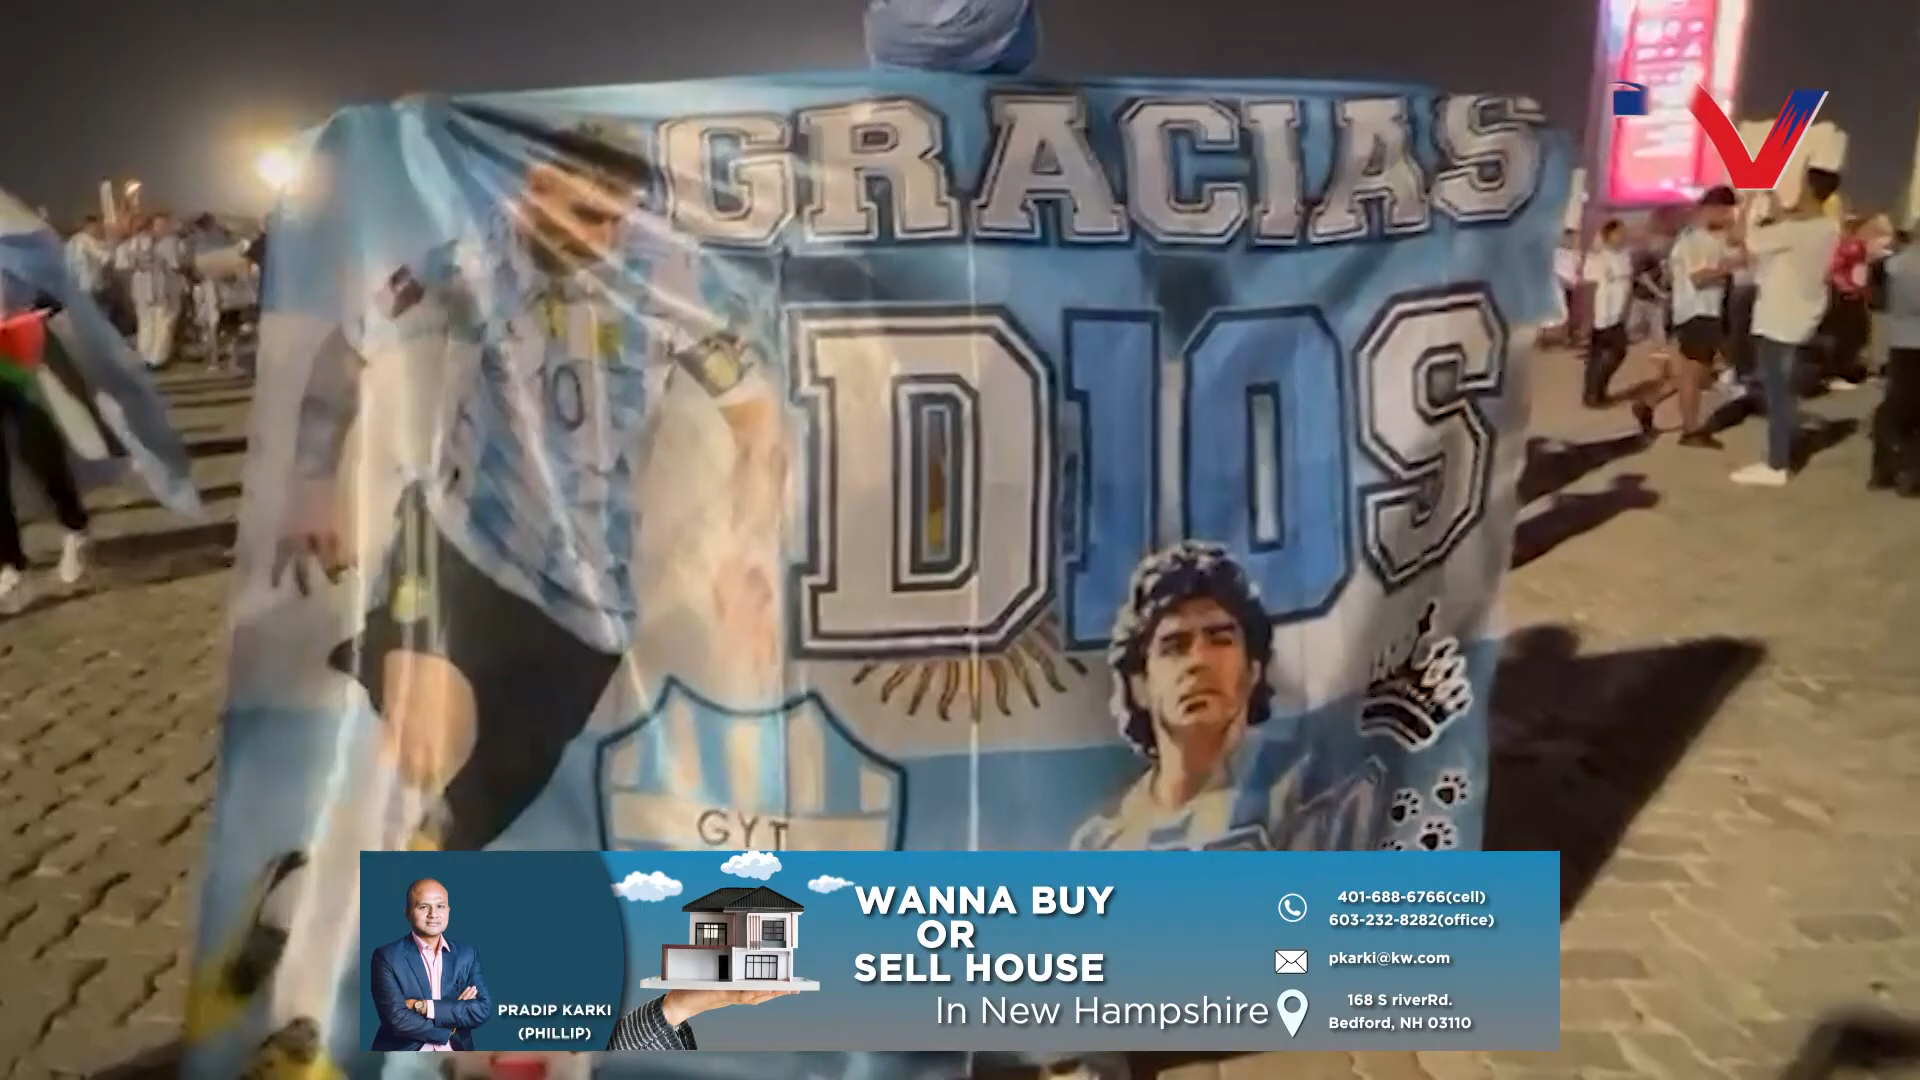 GRACIAS
D10S
10
GYT
WANNA BUY
OR
SELL HOUSE
In New Hampshire
PRADIP KARKI
(PHILLIP)
401-688-6766(cell)
603-232-8282(office)
pkarki@kw.com
168 S riverRd.
Bedford, NH 03110
V